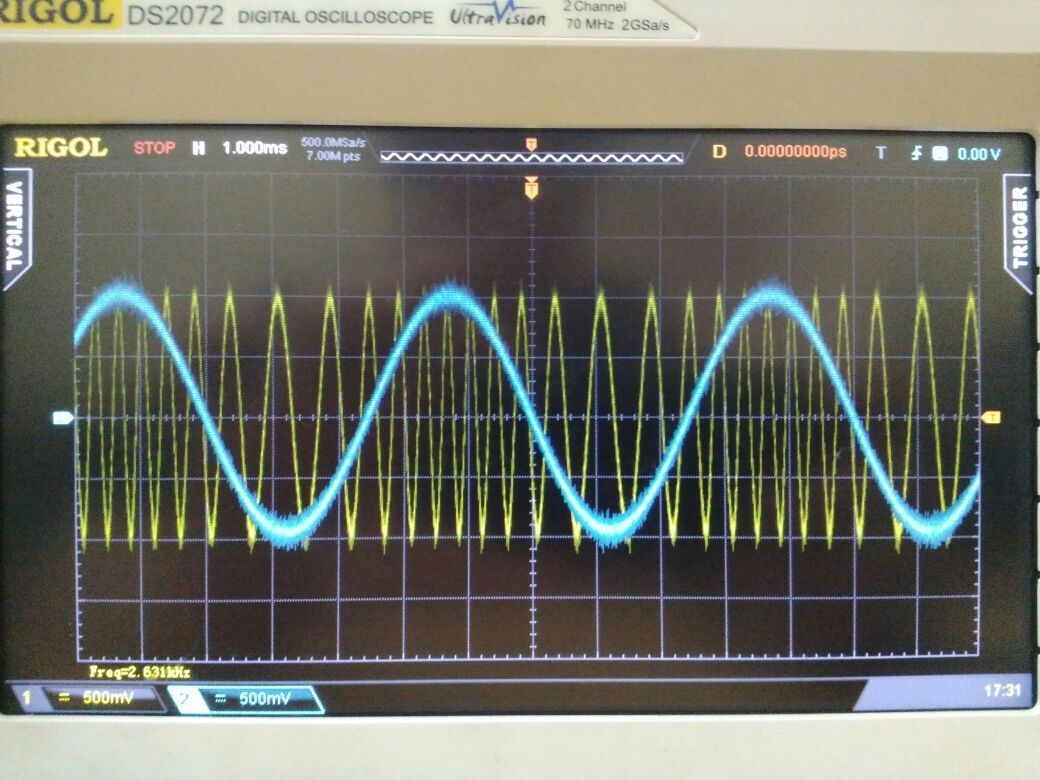 RIGOL DS2072 DIGITAL OSCILLOSCOPE UltraVision 2 Channel
70 MHz 2GSa/s
RIGOL STOP H 1.000ms 500.0MSa/s
7.00M pts
T
D 0.00000000ps T 0.00 V
T
VERTICAL
TRIGGER
T
Freq=2.631kHz
1 500mV 2 500mV
17:31